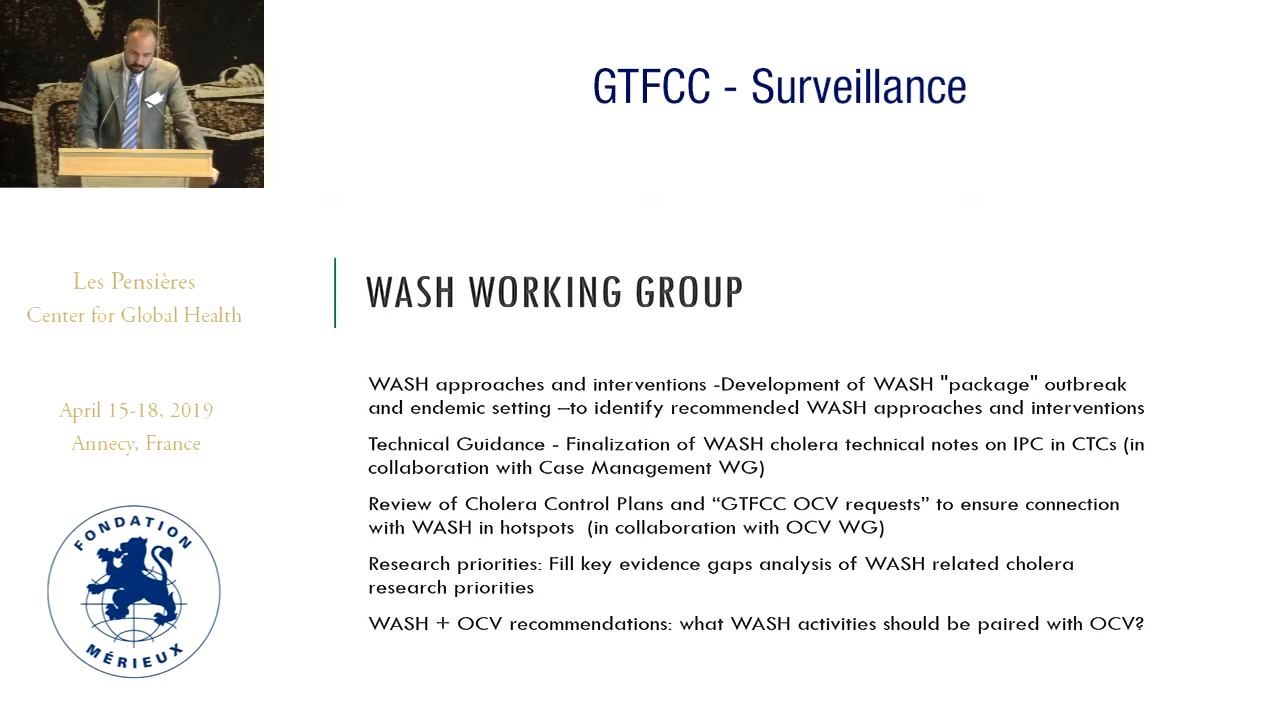 GTFCC - Surveillance
Les Pensières
Center for Global Health
April 15-18, 2019
Annecy, France
FONDATION
MÉRIEUX
WASH WORKING GROUP
WASH approaches and interventions -Development of WASH "package" outbreak
and endemic setting –to identify recommended WASH approaches and interventions
Technical Guidance - Finalization of WASH cholera technical notes on IPC in CTCs (in
collaboration with Case Management WG)
Review of Cholera Control Plans and “GTFCC OCV requests” to ensure connection
with WASH in hotspots  (in collaboration with OCV WG)
Research priorities: Fill key evidence gaps analysis of WASH related cholera
research priorities
WASH + OCV recommendations: what WASH activities should be paired with OCV?